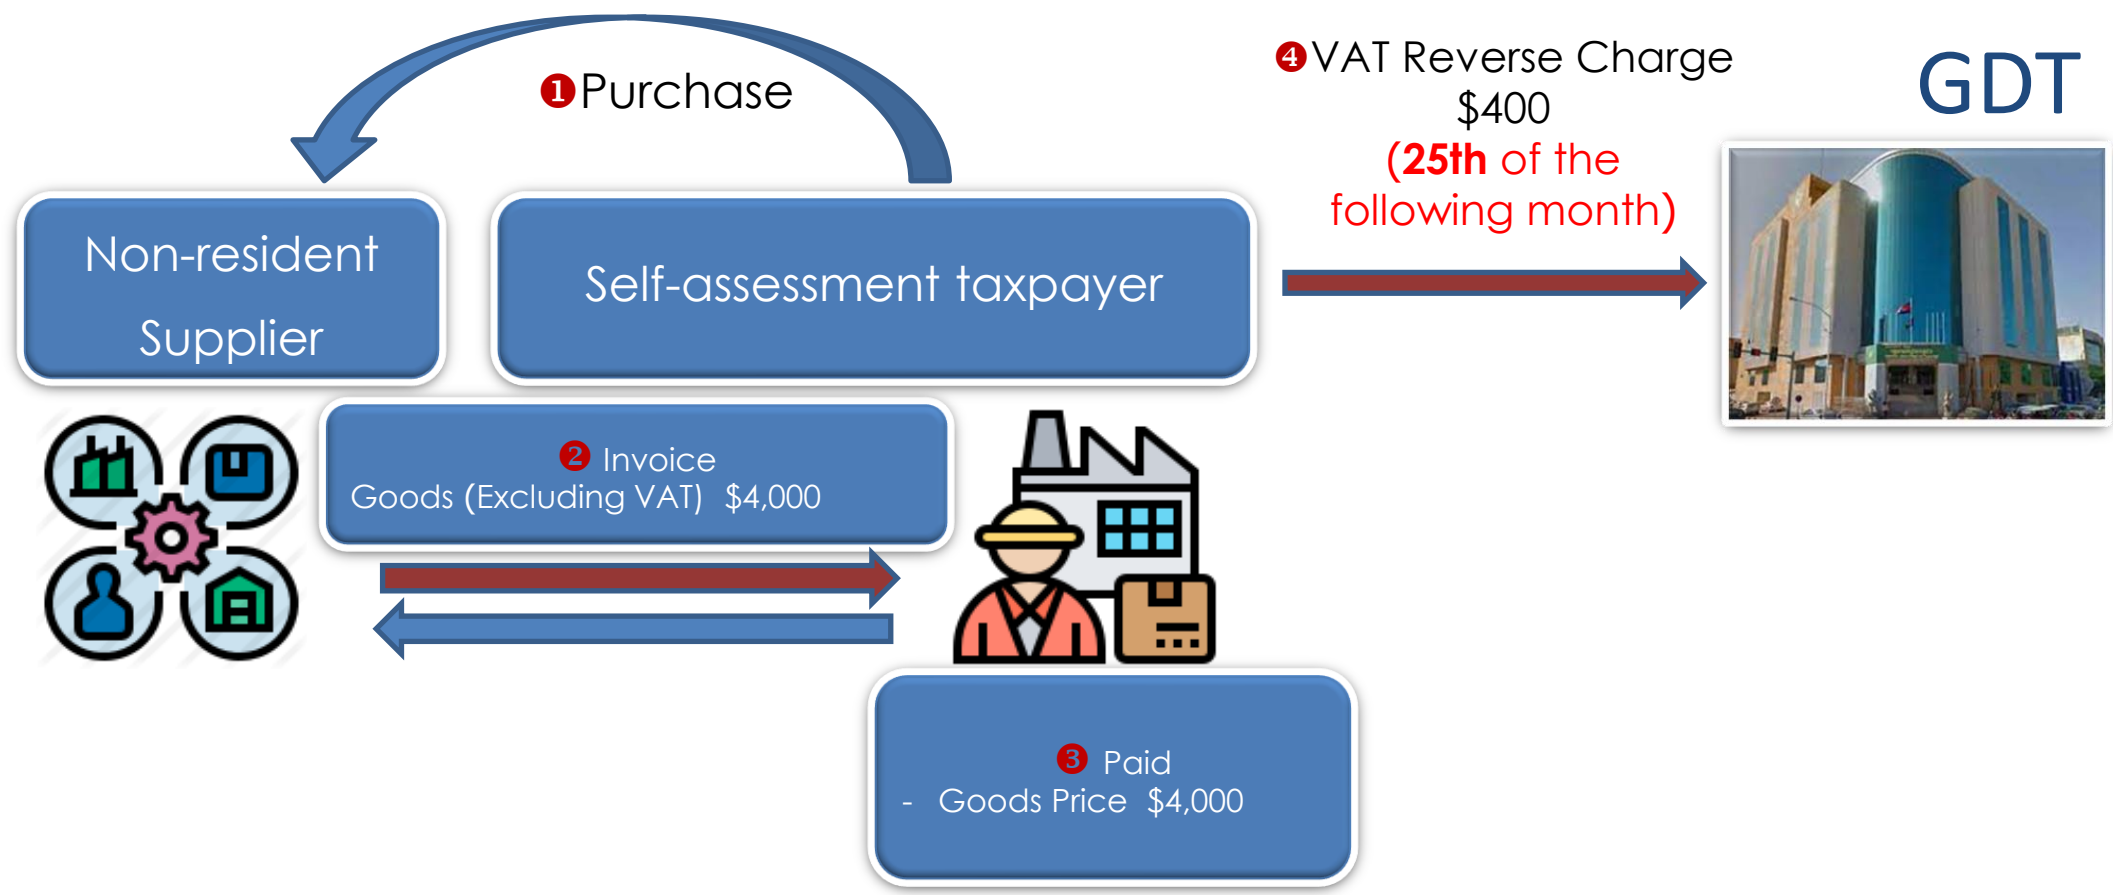 ❶Purchase
❹VAT Reverse Charge
$400
(25th of the
following month)
GDT
Non-resident
Supplier
Self-assessment taxpayer
❷ Invoice
Goods (Excluding VAT) $4,000
❸ Paid
- Goods Price $4,000